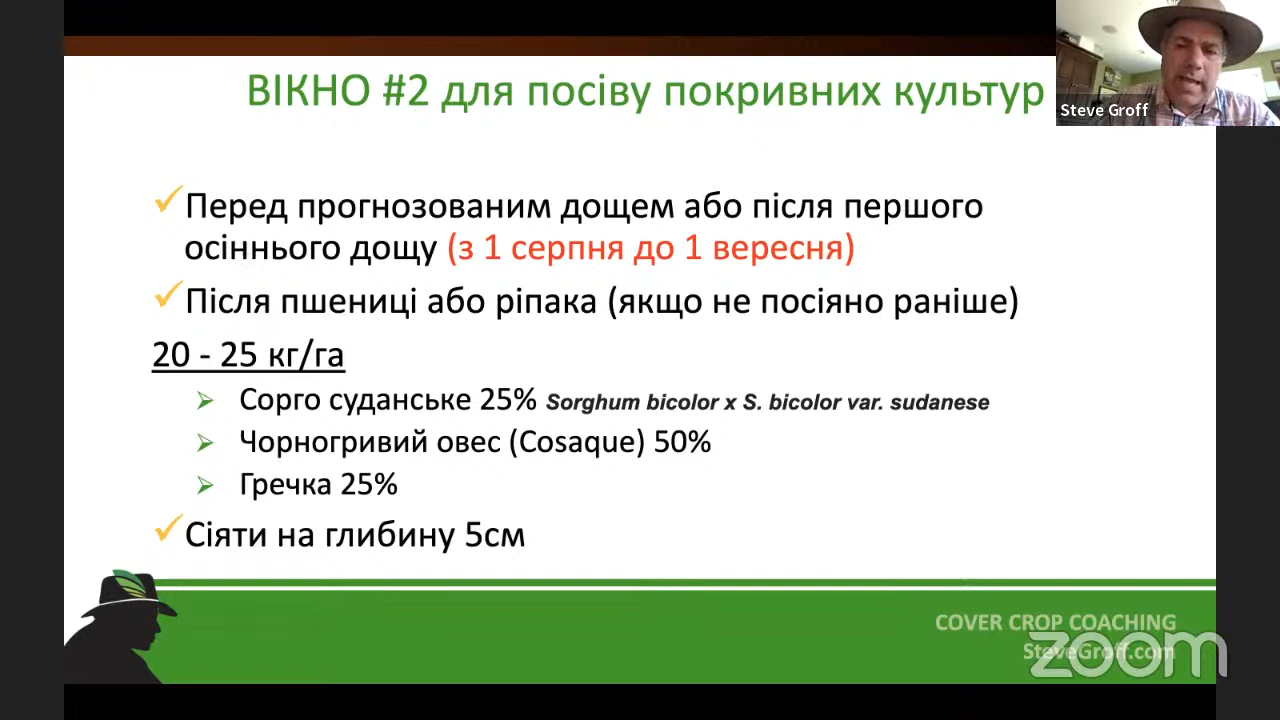 ВІКНО #2 для посіву покривних культур
Steve Groff
Перед прогнозованим дощем або після першого
осіннього дощу (з 1 серпня до 1 вересня)
Після пшениці або ріпака (якщо не посіяно раніше)
20 - 25 кг/га
Сорго суданське 25% Sorghum bicolor x S. bicolor var. sudanese
Чорногривий овес (Cosaque) 50%
Гречка 25%
Сіяти на глибину 5см
COVER CROP COACHING
SteveGroff.com
zoom